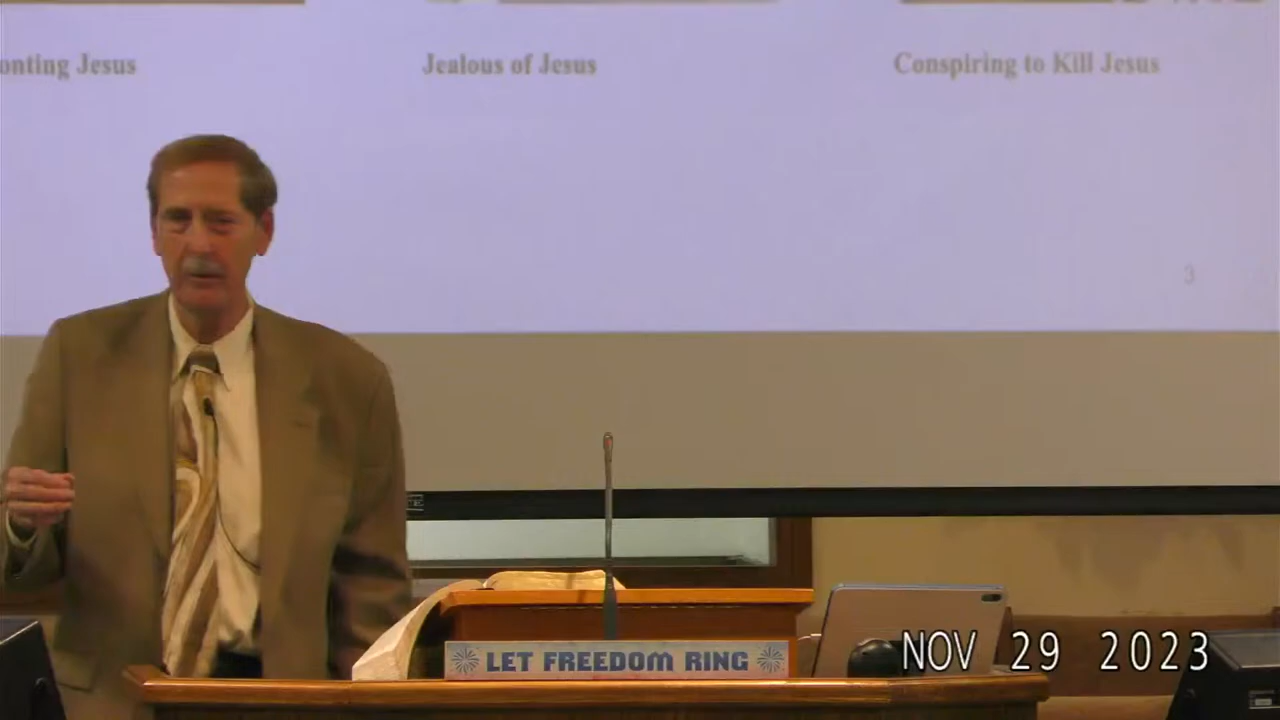 onting Jesus
Jealous of Jesus
Conspiring to Kill Jesus
3
LET FREEDOM RING
NOV 29 2023